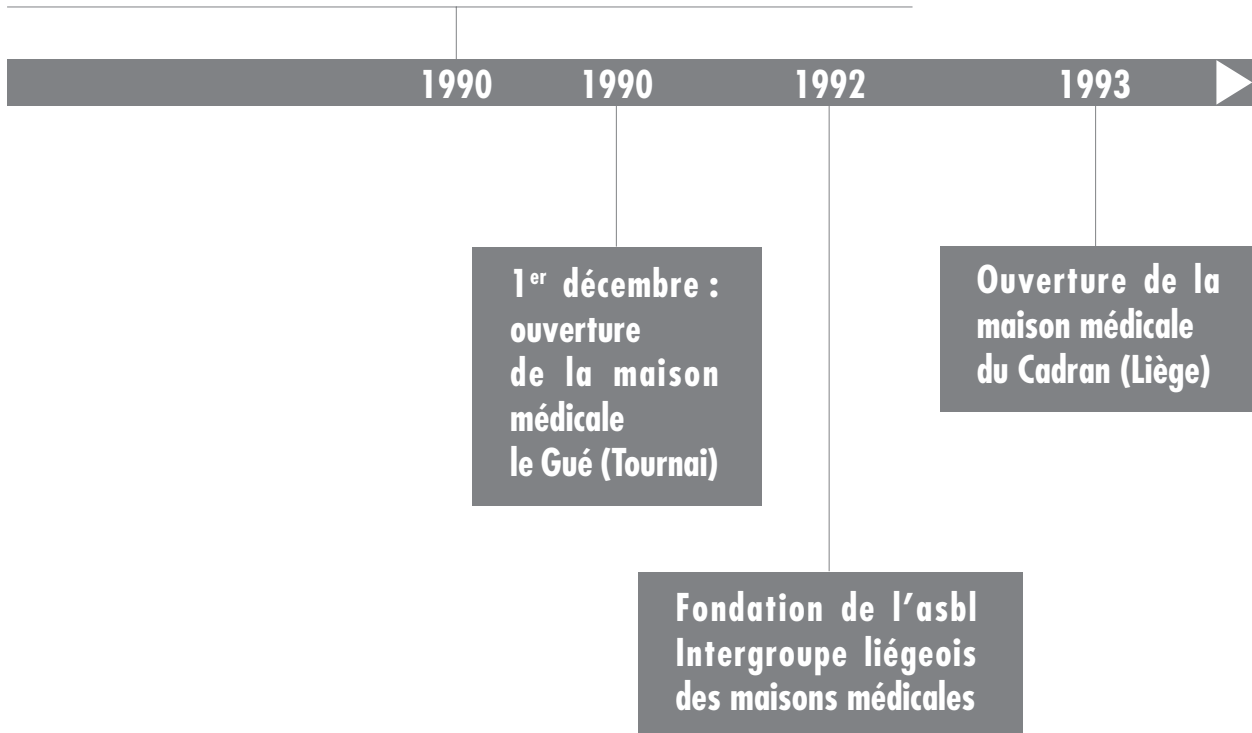 1990 1990 1992 1993
1er décembre :
ouverture
de la maison
médicale
le Gué (Tournai)
Ouverture de la
maison médicale
du Cadran (Liège)
Fondation de l’asbl
Intergroupe liégeois
des maisons médicales